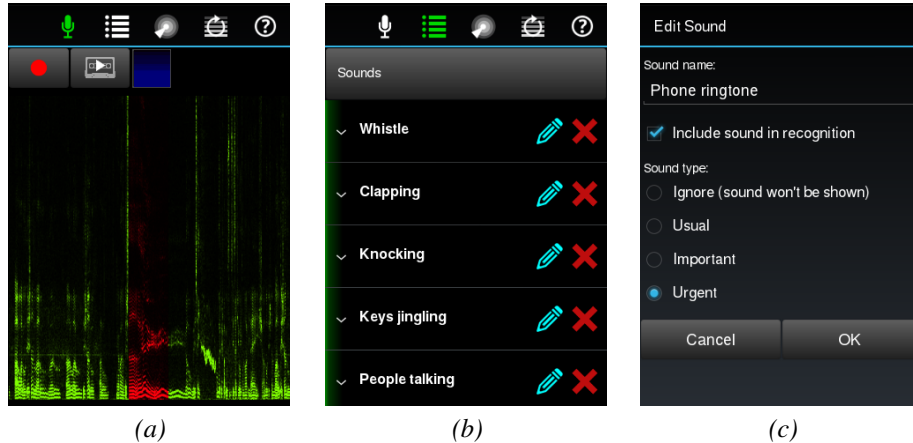 Sounds
Whistle
Clapping
Knocking
Keys jingling
People talking
Edit Sound
Sound name:
Phone ringtone
Include sound in recognition
Sound type:
Ignore (sound won't be shown)
Usual
Important
Urgent
Cancel OK
(a) (b) (c)